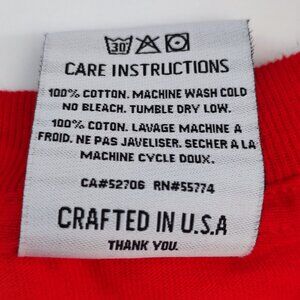 30
CARE INSTRUCTIONS
100% COTTON. MACHINE WASH COLD
NO BLEACH. TUMBLE DRY LOW.
100% COTON. LAVAGE MACHINE A
FROID. NE PAS JAVELISER. SECHER A LA
MACHINE CYCLE DOUX.
CA#52706 RN#55774
CRAFTED IN U.S.A
THANK YOU.